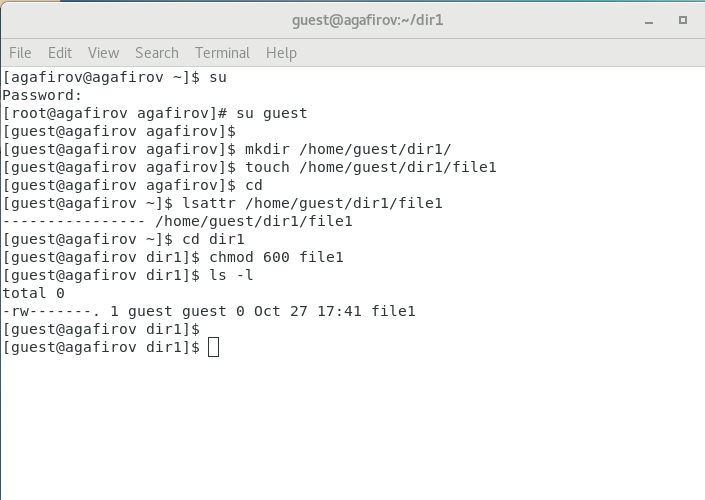 guest@agafirov:~/dir1
File Edit View Search Terminal Help
[agafirov@agafirov ~]$ su
Password:
[root@agafirov agafirov]# su guest
[guest@agafirov agafirov]$
[guest@agafirov agafirov]$ mkdir /home/guest/dir1/
[guest@agafirov agafirov]$ touch /home/guest/dir1/file1
[guest@agafirov agafirov]$ cd
[guest@agafirov ~]$ lsattr /home/guest/dir1/file1
---------------- /home/guest/dir1/file1
[guest@agafirov ~]$ cd dir1
[guest@agafirov dir1]$ chmod 600 file1
[guest@agafirov dir1]$ ls -l
total 0
-rw-------. 1 guest guest 0 Oct 27 17:41 file1
[guest@agafirov dir1]$
[guest@agafirov dir1]$